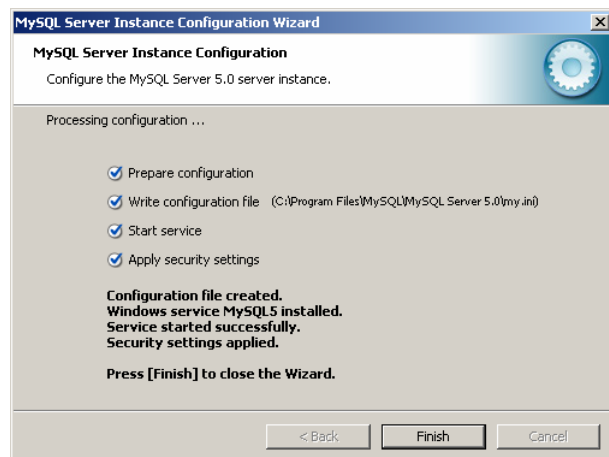 MySQL Server Instance Configuration Wizard
MySQL Server Instance Configuration
Configure the MySQL Server 5.0 server instance.
Processing configuration ...
Prepare configuration
Write configuration file (C:\Program Files\MySQL\MySQL Server 5.0\my.ini)
Start service
Apply security settings
Configuration file created.
Windows service MySQL5 installed.
Service started successfully.
Security settings applied.
Press [Finish] to close the Wizard.
< Back Finish Cancel